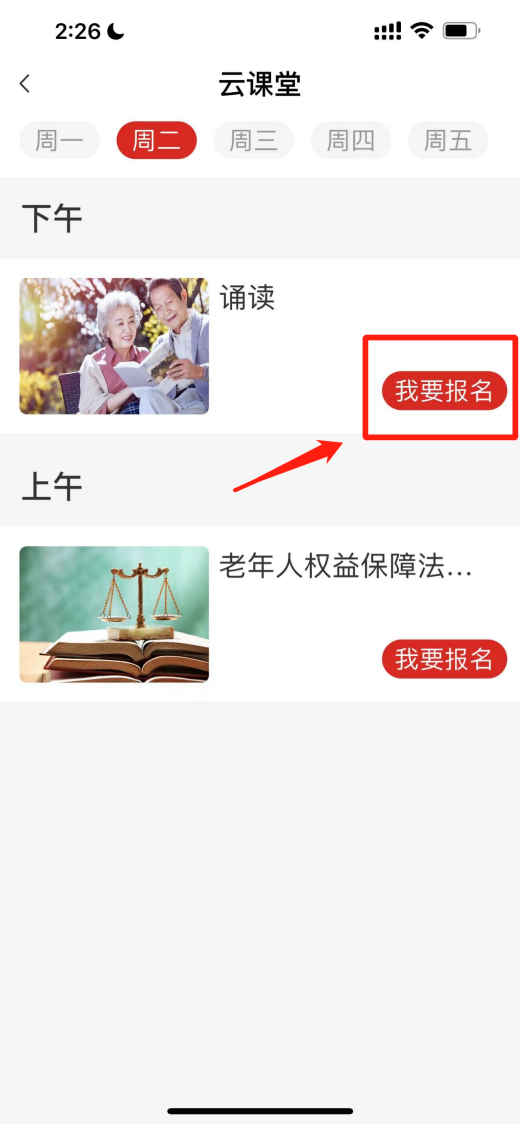 2:26
云课堂
周一 周二 周三 周四 周五
下午
诵读
我要报名
上午
老年人权益保障法...
我要报名